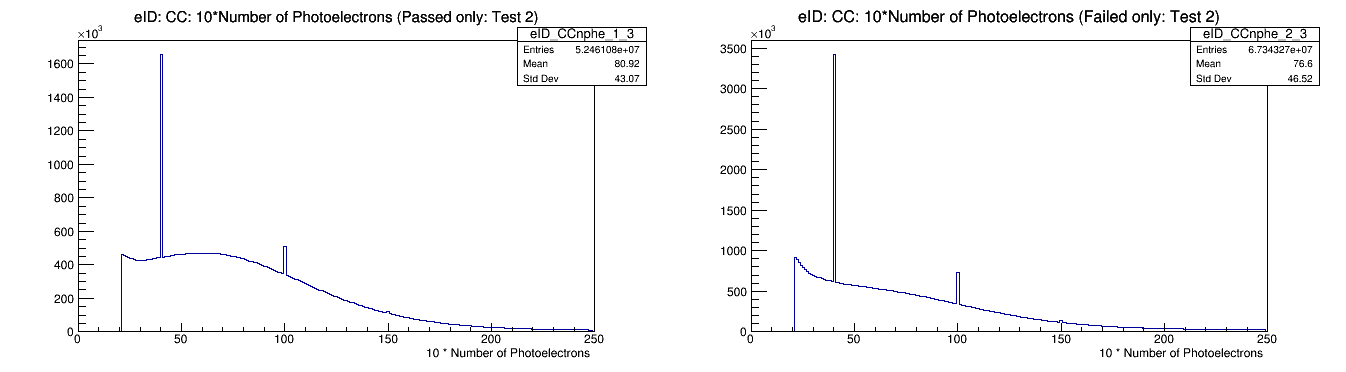 eID: CC: 10*Number of Photoelectrons (Passed only: Test 2)
×10³
eID_CCnphe_1_3
Entries 5.246108e+07
Mean 80.92
Std Dev 43.07
1600
1400
1200
1000
800
600
400
200
0
0 50 100 150 200 250
10 * Number of Photoelectrons
eID: CC: 10*Number of Photoelectrons (Failed only: Test 2)
×10³
eID_CCnphe_2_3
Entries 6.734327e+07
Mean 76.6
Std Dev 46.52
3500
3000
2500
2000
1500
1000
500
0
0 50 100 150 200 250
10 * Number of Photoelectrons